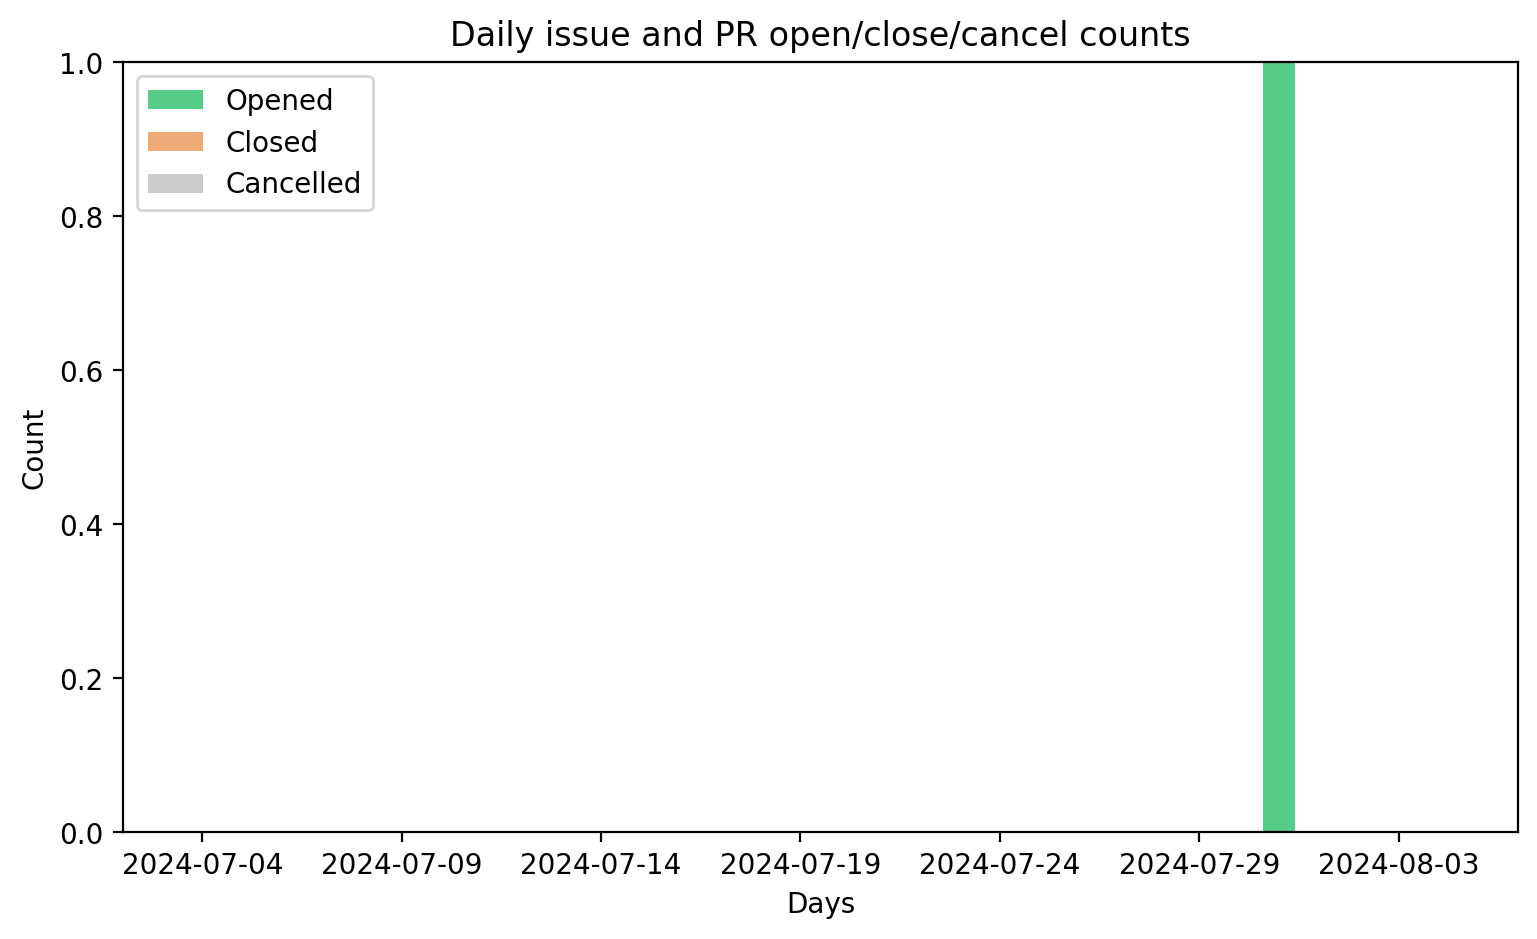 Daily issue and PR open/close/cancel counts
1.0
Opened
Closed
Cancelled
0.8
0.6
0.4
0.2
0.0
Count
2024-07-04
2024-07-09
2024-07-14
2024-07-19
2024-07-24
2024-07-29
2024-08-03
Days